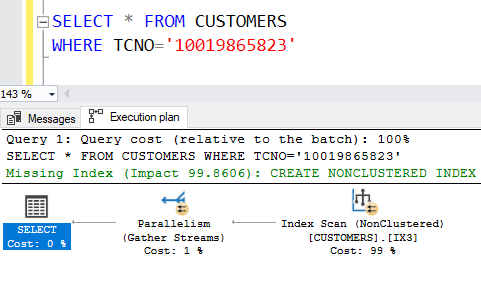 SELECT * FROM CUSTOMERS
WHERE TCNO='10019865823'
143 %
Messages Execution plan
Query 1: Query cost (relative to the batch): 100%
SELECT * FROM CUSTOMERS WHERE TCNO='10019865823'
Missing Index (Impact 99.8606): CREATE NONCLUSTERED INDEX
SELECT
Cost: 0 %
Parallelism
(Gather Streams)
Cost: 1 %
Index Scan (NonClustered)
[CUSTOMERS].[IX3]
Cost: 99 %